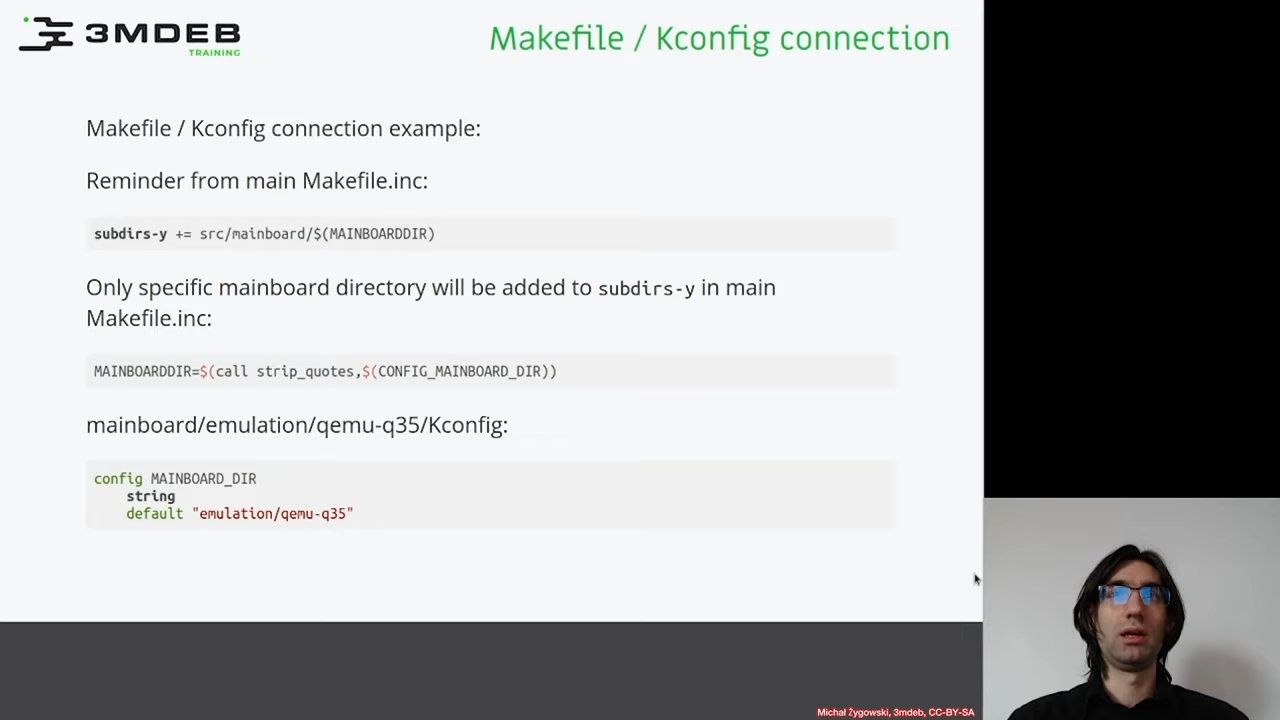 3MDEB
TRAINING
Makefile / Kconfig connection
Makefile / Kconfig connection example:
Reminder from main Makefile.inc:
subdirs-y += src/mainboard/$(MAINBOARDDIR)
Only specific mainboard directory will be added to subdirs-y in main
Makefile.inc:
MAINBOARDDIR=$(call strip_quotes,$(CONFIG_MAINBOARD_DIR))
mainboard/emulation/qemu-q35/Kconfig:
config MAINBOARD_DIR
    string
    default "emulation/qemu-q35"
Michał Żygowski, 3mdeb, CC-BY-SA